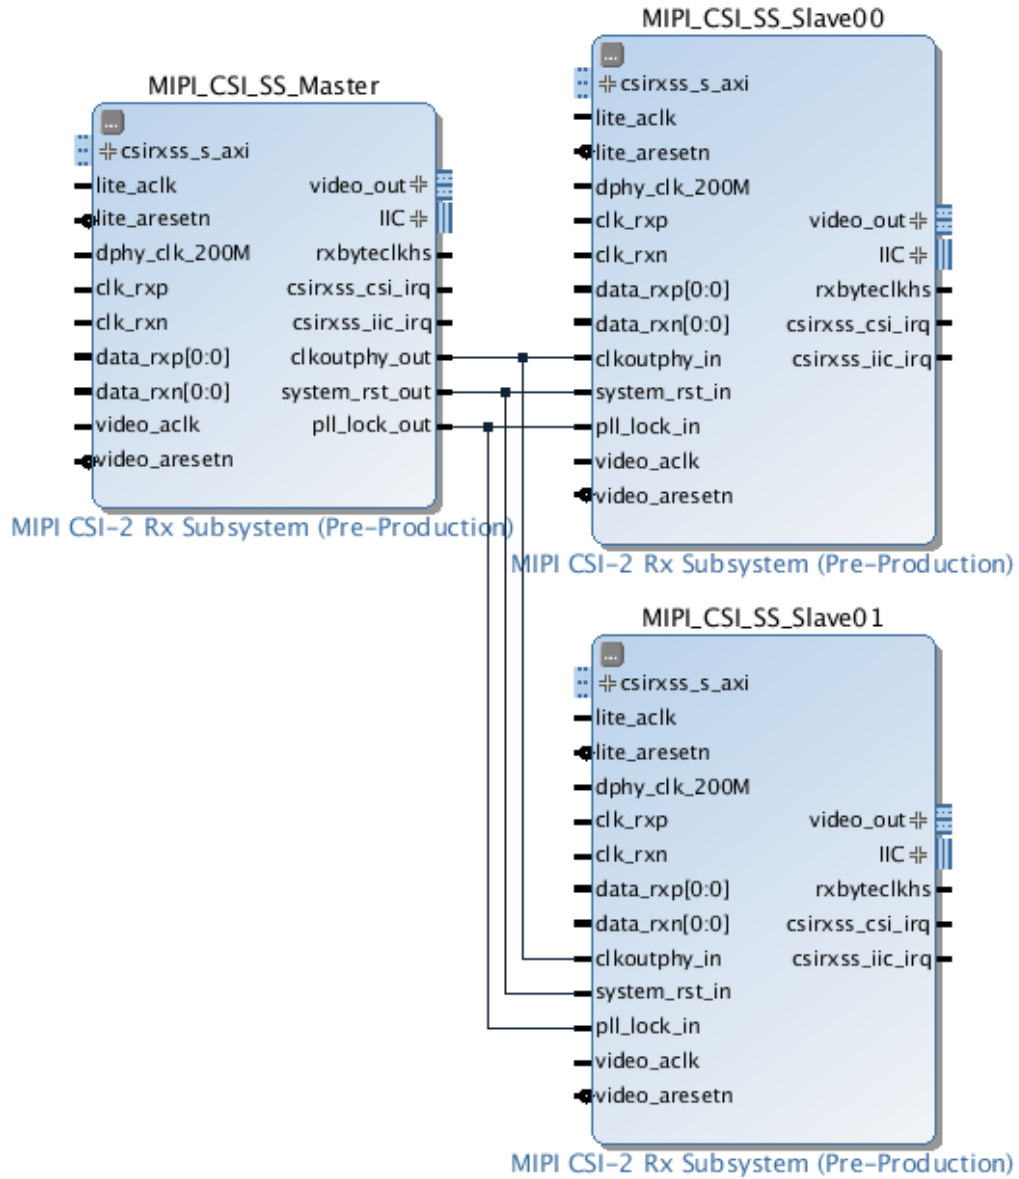 MIPI_CSI_SS_Master
...
csirxss_s_axi
lite_aclk
video_out
lite_aresetn
IIC
dphy_clk_200M
rxbyteclkhs
clk_rxp
csirxss_csi_irq
clk_rxn
csirxss_iic_irq
data_rxp[0:0]
clkoutphy_out
data_rxn[0:0]
system_rst_out
video_aclk
pll_lock_out
video_aresetn
MIPI CSI-2 Rx Subsystem (Pre-Production)
MIPI_CSI_SS_Slave00
...
csirxss_s_axi
lite_aclk
lite_aresetn
dphy_clk_200M
clk_rxp
video_out
clk_rxn
IIC
data_rxp[0:0]
rxbyteclkhs
data_rxn[0:0]
csirxss_csi_irq
clkoutphy_in
csirxss_iic_irq
system_rst_in
pll_lock_in
video_aclk
video_aresetn
MIPI CSI-2 Rx Subsystem (Pre-Production)
MIPI_CSI_SS_Slave01
...
csirxss_s_axi
lite_aclk
lite_aresetn
dphy_clk_200M
clk_rxp
video_out
clk_rxn
IIC
data_rxp[0:0]
rxbyteclkhs
data_rxn[0:0]
csirxss_csi_irq
clkoutphy_in
csirxss_iic_irq
system_rst_in
pll_lock_in
video_aclk
video_aresetn
MIPI CSI-2 Rx Subsystem (Pre-Production)